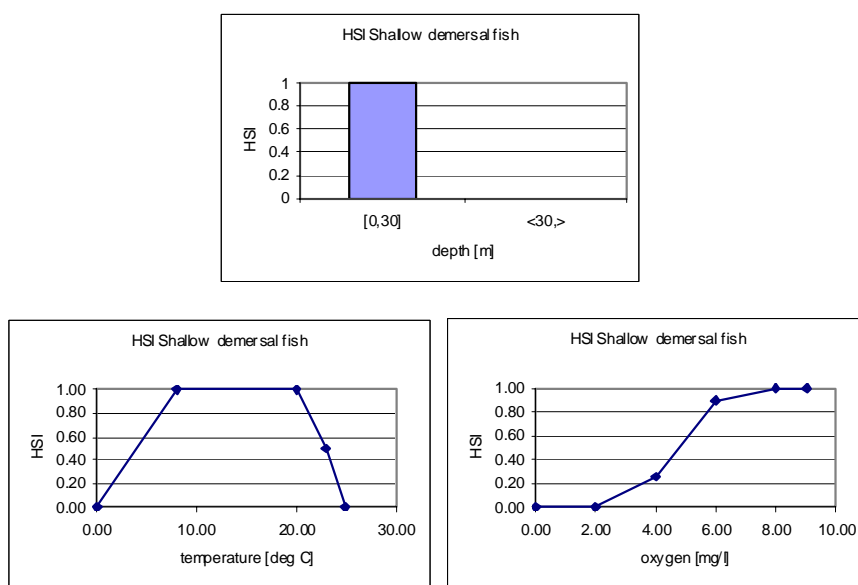 HSI Shallow demersal fish
1
0.8
0.6
0.4
0.2
0
HSI
[0,30]
<30,>
depth [m]
HSI Shallow demersal fish
1.00
0.80
0.60
0.40
0.20
0.00
HSI
0.00 10.00 20.00 30.00
temperature [deg C]
HSI Shallow demersal fish
1.00
0.80
0.60
0.40
0.20
0.00
HSI
0.00 2.00 4.00 6.00 8.00 10.00
oxygen [mg/l]